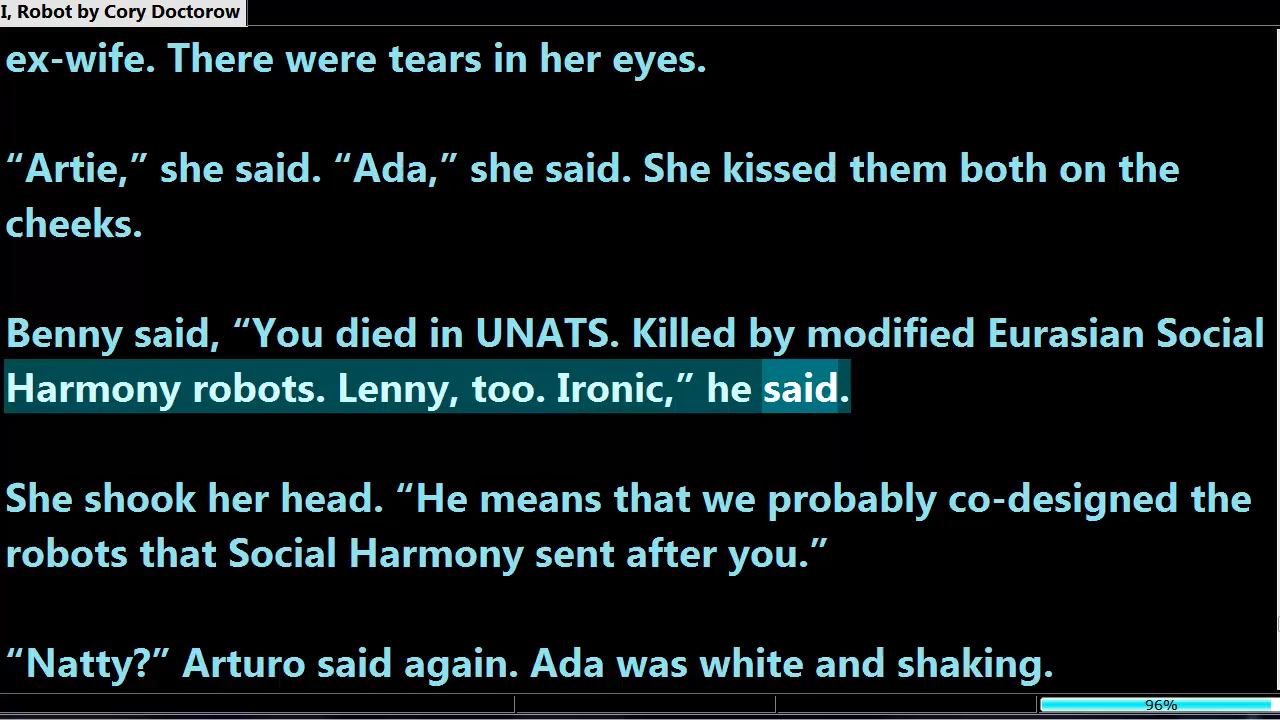 I, Robot by Cory Doctorow
ex-wife. There were tears in her eyes.
“Artie,” she said. “Ada,” she said. She kissed them both on the
cheeks.
Benny said, “You died in UNATS. Killed by modified Eurasian Social
Harmony robots. Lenny, too. Ironic,” he said.
She shook her head. “He means that we probably co-designed the
robots that Social Harmony sent after you.”
“Natty?” Arturo said again. Ada was white and shaking.
96%